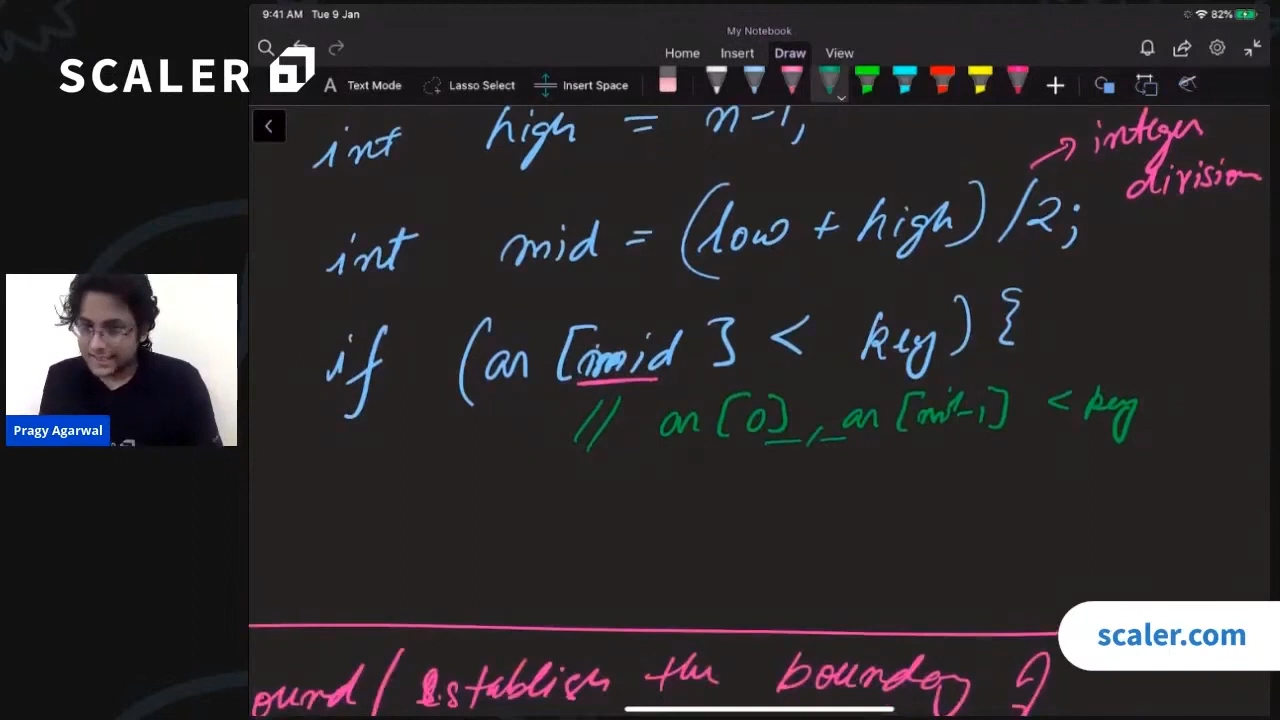 9:41 AM Tue 9 Jan
82%
My Notebook
SCALER
Home Insert Draw View
A Text Mode Lasso Select Insert Space
int high = n-1,
integer
division
int mid = (low + high) /2;
if (arr [mid] < key) {
// arr [0] _,_ arr [mid-1] < key
Pragy Agarwal
scaler.com
ound / Establish the boundary of